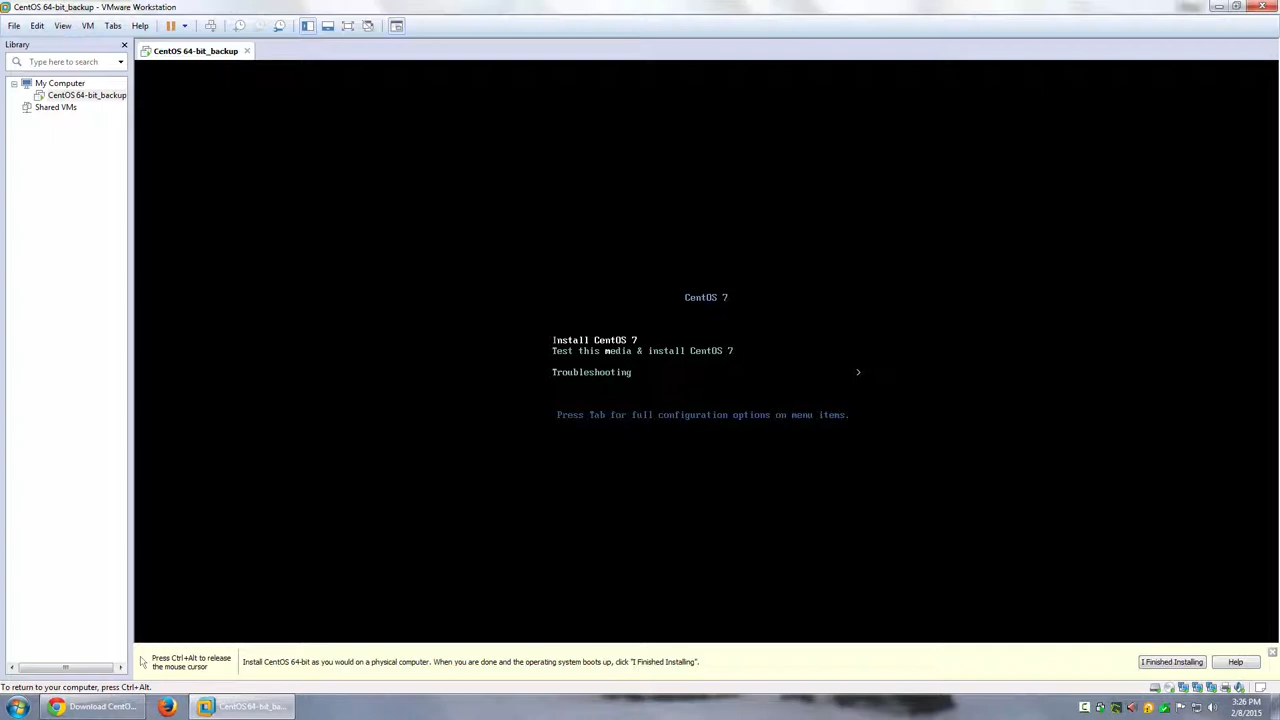 CentOS 64-bit_backup - VMware Workstation
File Edit View VM Tabs Help
Library
CentOS 64-bit_backup
Type here to search
My Computer
CentOS 64-bit_backup
Shared VMs
CentOS 7
Install CentOS 7
Test this media & install CentOS 7
Troubleshooting >
Press Tab for full configuration options on menu items.
Press Ctrl+Alt to release
the mouse cursor
Install CentOS 64-bit as you would on a physical computer. When you are done and the operating system boots up, click "I Finished Installing".
I Finished Installing
Help
To return to your computer, press Ctrl+Alt.
Download CentO...
CentOS 64-bit_ba...
3:26 PM
2/8/2015